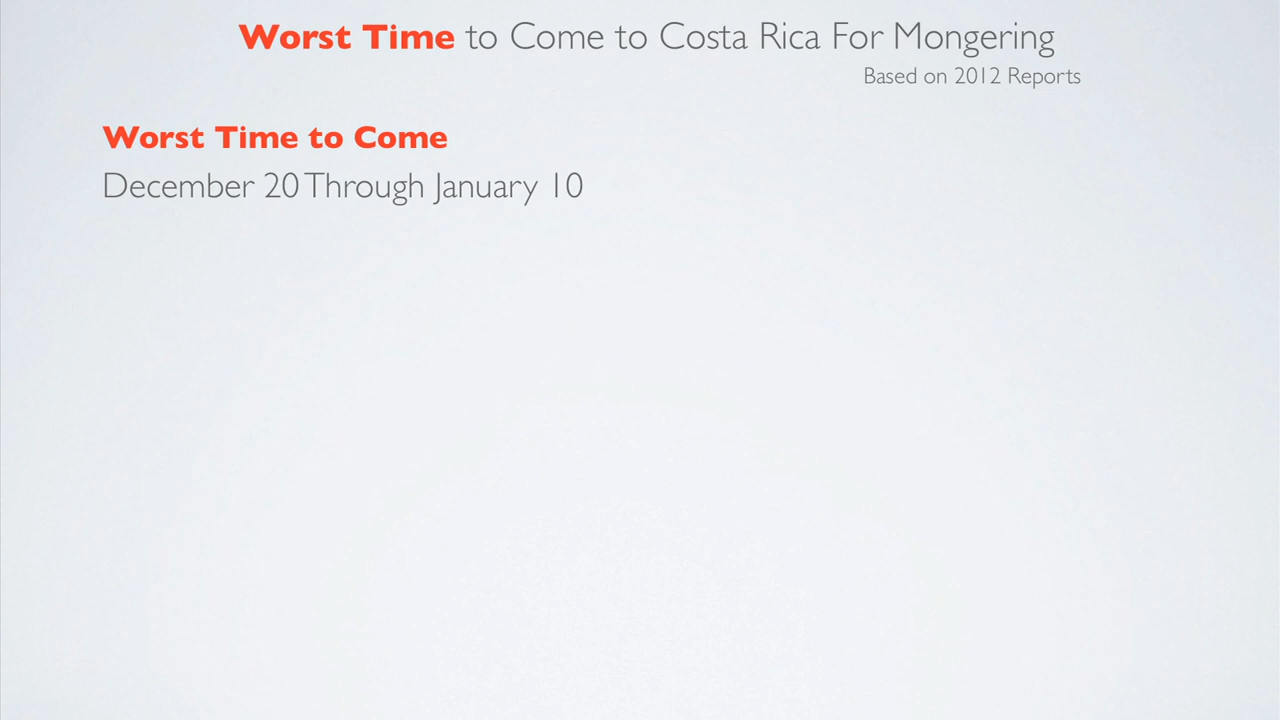 Worst Time to Come to Costa Rica For Mongering
Based on 2012 Reports
Worst Time to Come
December 20 Through January 10